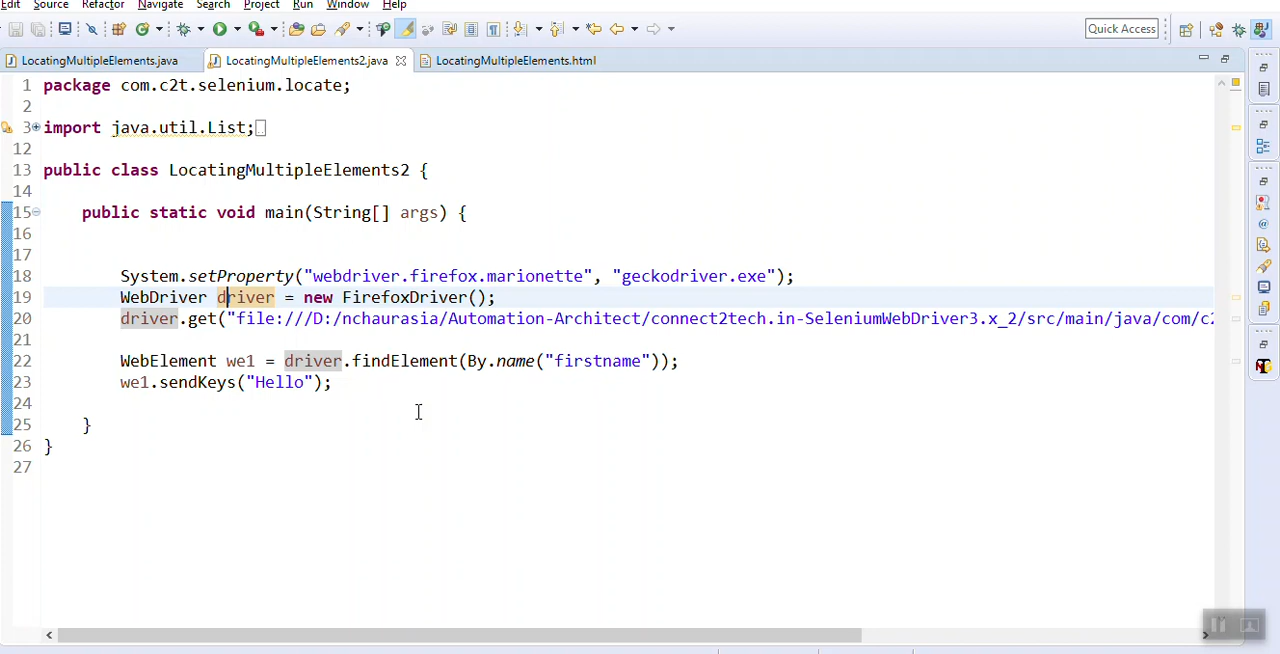 Edit Source Refactor Navigate Search Project Run Window Help
Quick Access
LocatingMultipleElements.java LocatingMultipleElements2.java LocatingMultipleElements.html
1 package com.c2t.selenium.locate;
2
3 import java.util.List;
12
13 public class LocatingMultipleElements2 {
14
15 public static void main(String[] args) {
16
17
18 System.setProperty("webdriver.firefox.marionette", "geckodriver.exe");
19 WebDriver driver = new FirefoxDriver();
20 driver.get("file:///D:/nchaurasia/Automation-Architect/connect2tech.in-SeleniumWebDriver3.x_2/src/main/java/com/c2
21
22 WebElement we1 = driver.findElement(By.name("firstname"));
23 we1.sendKeys("Hello");
24
25 }
26 }
27